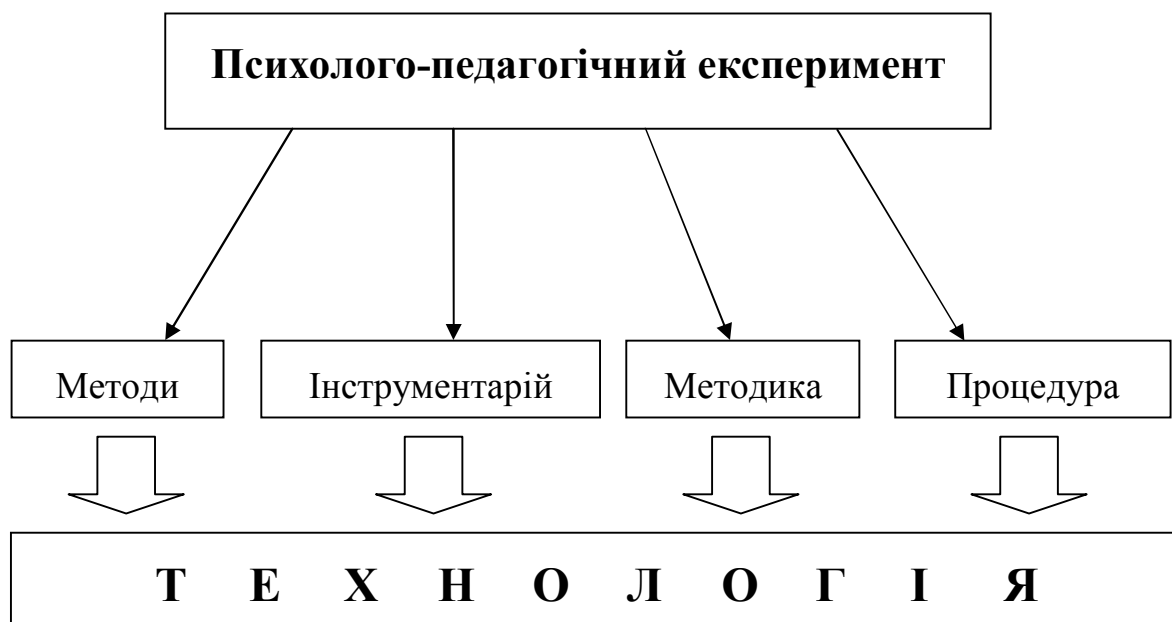 Психолого-педагогічний експеримент
Методи Інструментарій Методика Процедура
Т Е Х Н О Л О Г І Я